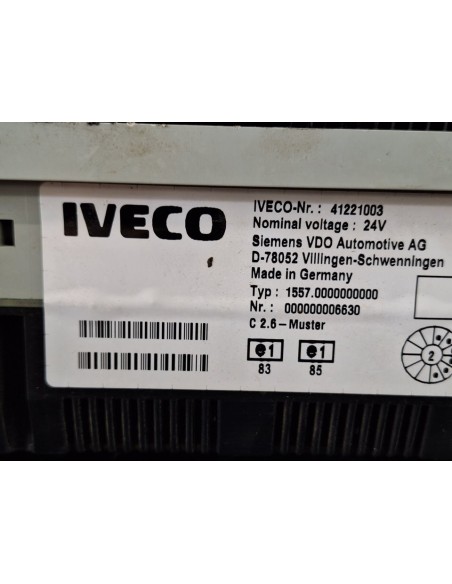 IVECO
IVECO-Nr. : 41221003
Nominal voltage : 24V
Siemens VDO Automotive AG
D-78052 Villingen-Schwenningen
Made in Germany
Typ : 1557.0000000000
Nr. : 000000006630
C 2.6-Muster
e1 e1
83 85
2